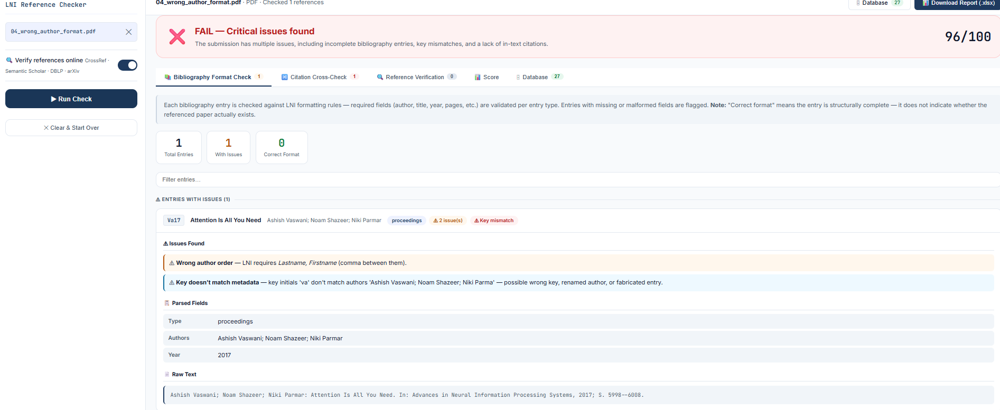 LNI Reference Checker
04_wrong_author_format.pdf
Verify references online CrossRef ·
Semantic Scholar · DBLP · arXiv
▶ Run Check
✕ Clear & Start Over
04_wrong_author_format.pdf · PDF · Checked 1 references
Database 27
Download Report (.xlsx)
FAIL — Critical issues found
The submission has multiple issues, including incomplete bibliography entries, key mismatches, and a lack of in-text citations.
96/100
Bibliography Format Check 1
Citation Cross-Check 1
Reference Verification 0
Score
Database 27
Each bibliography entry is checked against LNI formatting rules — required fields (author, title, year, pages, etc.) are validated per entry type. Entries with missing or malformed fields are flagged. Note: "Correct format" means the entry is structurally complete — it does not indicate whether the
referenced paper actually exists.
1
Total Entries
1
With Issues
0
Correct Format
Filter entries...
⚠ ENTRIES WITH ISSUES (1)
Va17 Attention Is All You Need Ashish Vaswani; Noam Shazeer; Niki Parmar proceedings ⚠ 2 issue(s) ⚠ Key mismatch
⚠ Issues Found
⚠ Wrong author order — LNI requires Lastname, Firstname (comma between them).
⚠ Key doesn't match metadata — key initials 'va' don't match authors 'Ashish Vaswani; Noam Shazeer; Niki Parma' — possible wrong key, renamed author, or fabricated entry.
Parsed Fields
Type proceedings
Authors Ashish Vaswani; Noam Shazeer; Niki Parmar
Year 2017
Raw Text
Ashish Vaswani; Noam Shazeer; Niki Parmar: Attention Is All You Need. In: Advances in Neural Information Processing Systems, 2017; S. 5998--6008.